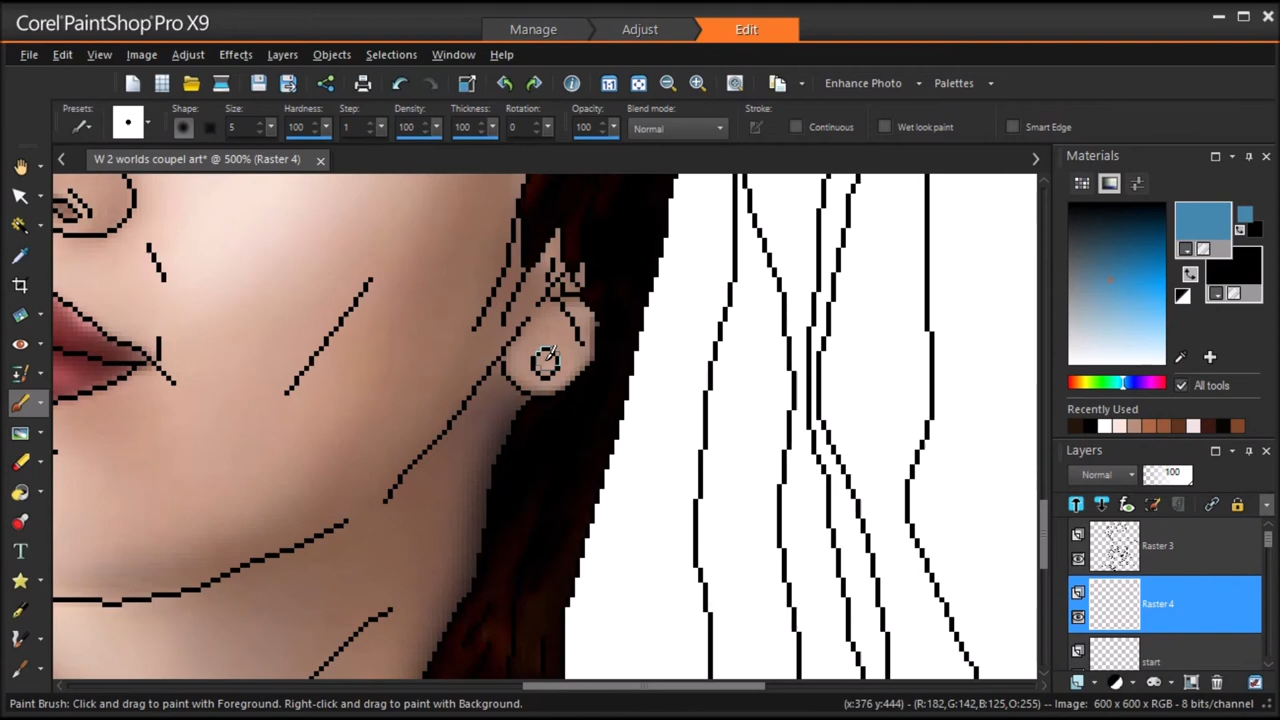 Corel PaintShop Pro X9
Manage
Adjust
Edit
File Edit View Image Adjust Effects Layers Objects Selections Window Help
Enhance Photo
Palettes
Presets: Shape: Size: Hardness: Step: Density: Thickness: Rotation: Opacity: Blend mode: Stroke:
5 100 1 100 100 0 100 Normal Continuous Wet look paint Smart Edge
W 2 worlds coupel art* @ 500% (Raster 4)
Materials
All tools
Recently Used
Layers
Normal 100
Raster 3
Raster 4
start
Paint Brush: Click and drag to paint with Foreground. Right-click and drag to paint with Background.
(x:376 y:444) - (R:182,G:142,B:125,O:255) -- Image: 600 x 600 x RGB - 8 bits/channel